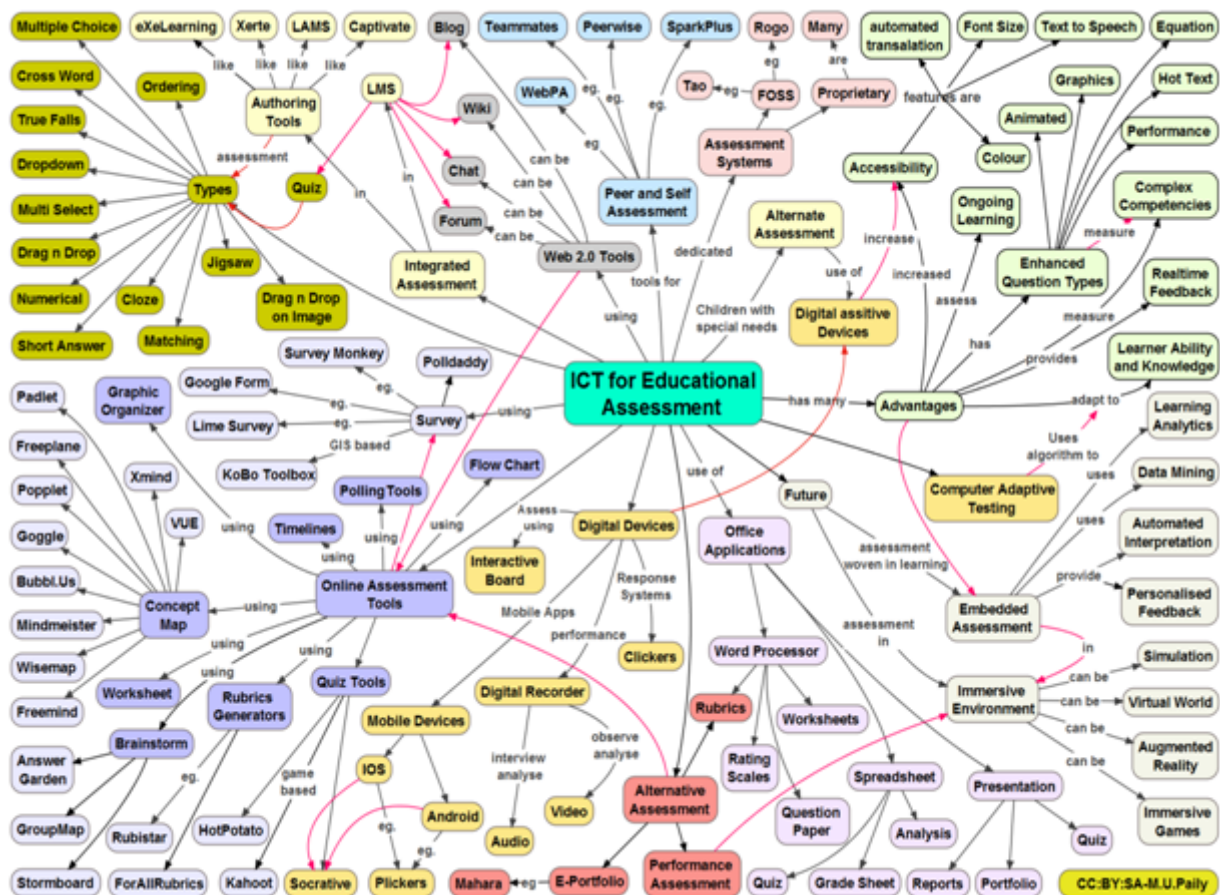 Multiple Choice
eXeLearning
Xerte
LAMS
Captivate
Blog
Teammates
Peerwise
SparkPlus
Rogo
Many
automated
transalation
Font Size
Text to Speech
Equation
like
like
like
like
eg.
eg.
eg.
eg
are
Cross Word
Ordering
Authoring
Tools
LMS
Wiki
WebPA
Tao
eg
FOSS
Proprietary
features are
Graphics
Hot Text
True Falls
assessment
eg
Assessment
Systems
Animated
Performance
Dropdown
Types
Quiz
in
in
Chat
can be
can be
can be
can be
Peer and Self
Assessment
Accessibility
Colour
Complex
Competencies
Multi Select
Forum
Alternate
Assessment
Ongoing
Learning
measure
Drag n Drop
Jigsaw
Integrated
Assessment
Web 2.0 Tools
tools for
dedicated
use of
increase
increased
assess
Enhanced
Question Types
measure
Realtime
Feedback
Numerical
Cloze
Drag n Drop
on Image
using
Children with
special needs
Digital assitive
Devices
has
provides
Short Answer
Matching
Survey Monkey
Polldaddy
ICT for Educational
Assessment
has many
Advantages
adapt to
Learner Ability
and Knowledge
Padlet
Graphic
Organizer
Google Form
eg.
eg.
Survey
using
Learning
Analytics
Freeplane
Lime Survey
GIS based
Uses
algorithm to
Popplet
Xmind
KoBo Toolbox
Polling Tools
Flow Chart
use of
Future
Computer Adaptive
Testing
uses
uses
Data Mining
Goggle
VUE
using
Timelines
using
using
using
Assess
using
Digital Devices
Office
Applications
Automated
Interpretation
Bubbl.Us
Interactive
Board
assessment
woven in learning
provide
Concept
Map
using
Online Assessment
Tools
Response
Systems
Personalised
Feedback
Mindmeister
Mobile Apps
performance
Embedded
Assessment
Wisemap
using
using
using
Clickers
Word Processor
assessment
in
in
Simulation
Freemind
Worksheet
Rubrics
Generators
Quiz Tools
Digital Recorder
Rubrics
Worksheets
Immersive
Environment
can be
can be
can be
can be
Virtual World
Mobile Devices
Brainstorm
interview
analyse
observe
analyse
Rating
Scales
Augmented
Reality
Answer
Garden
eg.
game
based
IOS
Spreadsheet
Presentation
GroupMap
Rubistar
HotPotato
eg.
Android
Video
Alternative
Assessment
Question
Paper
Analysis
Quiz
Immersive
Games
eg.
Audio
Stormboard
ForAllRubrics
Kahoot
Socrative
Plickers
Mahara
eg
E-Portfolio
Performance
Assessment
Quiz
Grade Sheet
Reports
Portfolio
CC:BY:SA-M.U.Paily